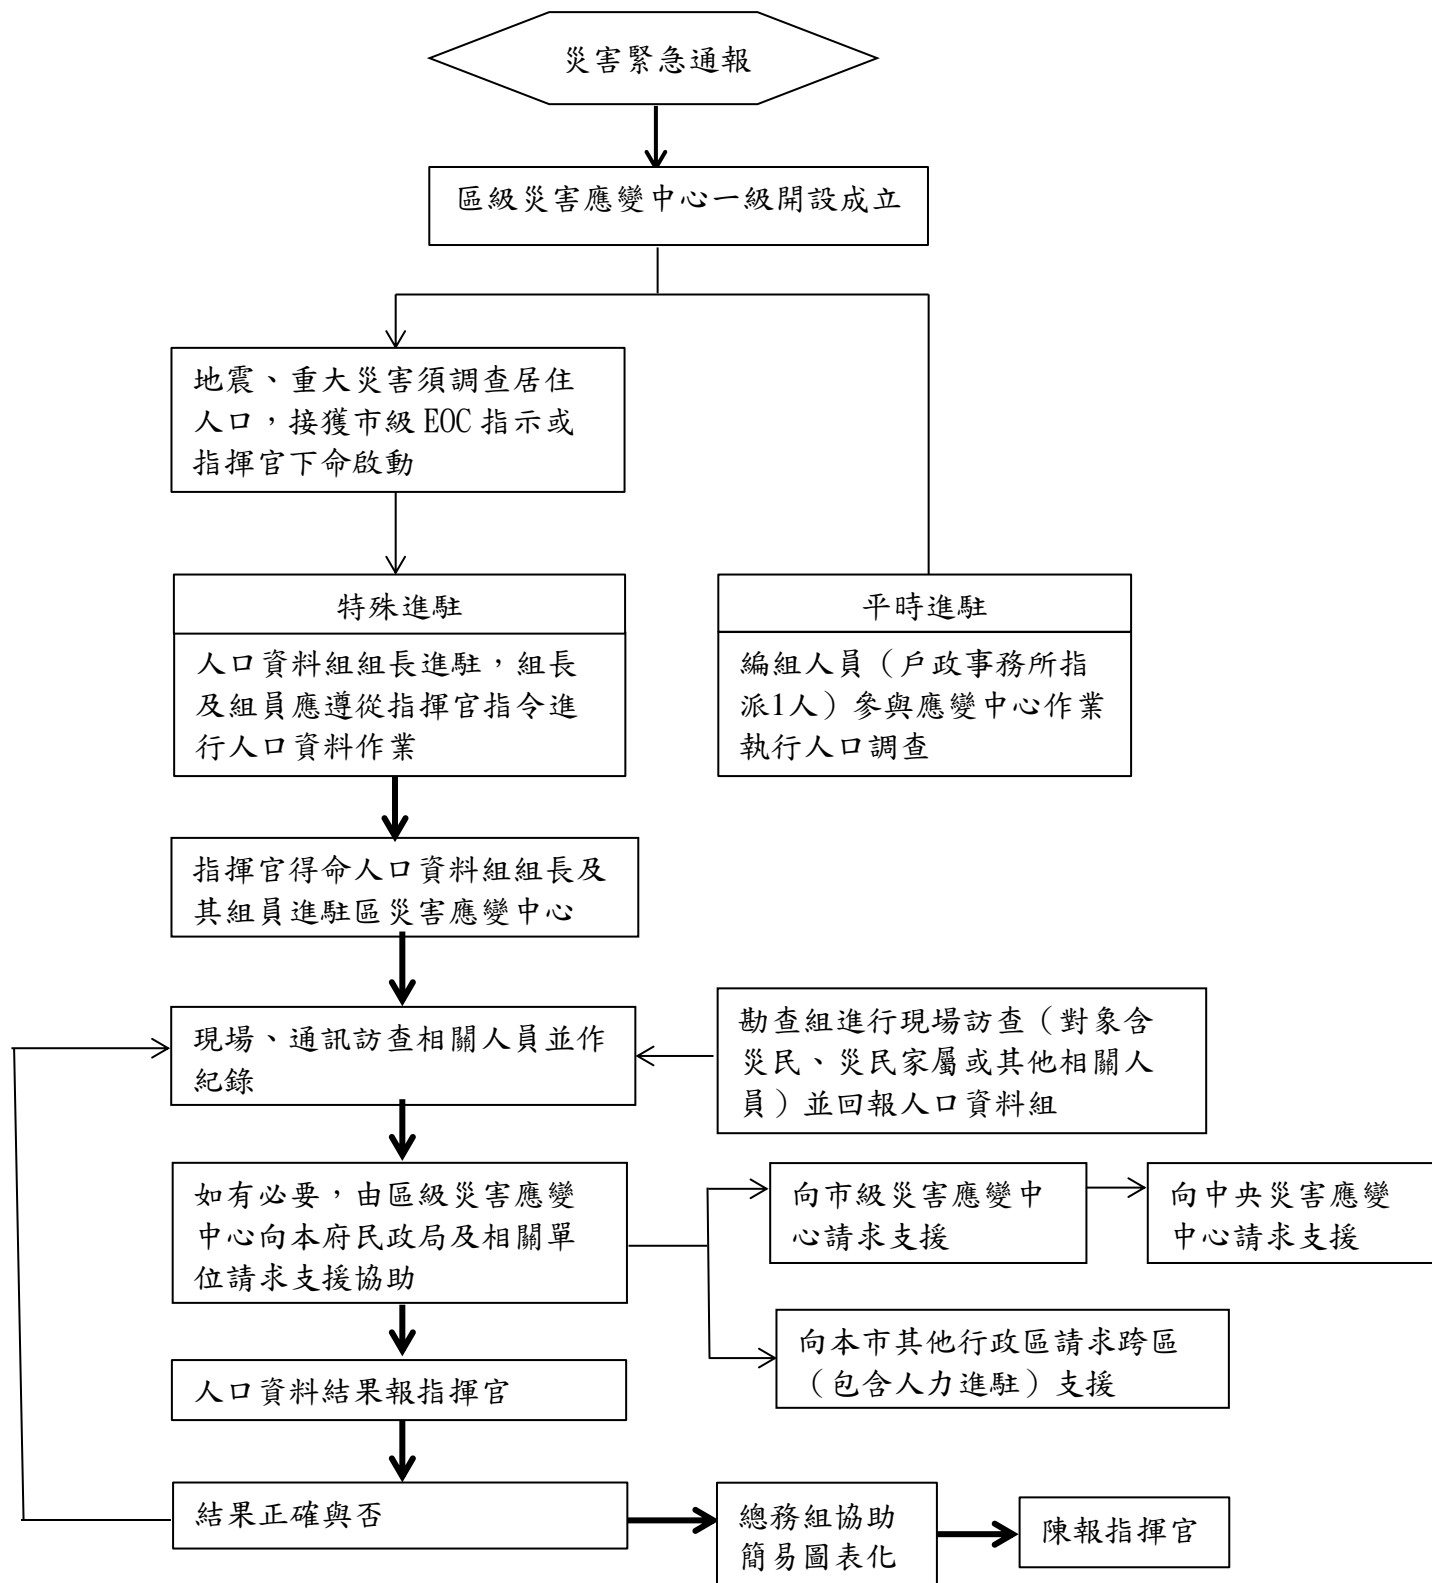 災害緊急通報
區級災害應變中心一級開設成立
地震、重大災害須調查居住
人口，接獲市級 EOC 指示或
指揮官下命啟動
特殊進駐
人口資料組組長進駐，組長
及組員應遵從指揮官指令進
行人口資料作業
平時進駐
編組人員（戶政事務所指
派1人）參與應變中心作業
執行人口調查
指揮官得命人口資料組組長及
其組員進駐區災害應變中心
現場、通訊訪查相關人員並作
紀錄
勘查組進行現場訪查（對象含
災民、災民家屬或其他相關人
員）並回報人口資料組
如有必要，由區級災害應變
中心向本府民政局及相關單
位請求支援協助
向市級災害應變中
心請求支援
向中央災害應變
中心請求支援
向本市其他行政區請求跨區
（包含人力進駐）支援
人口資料結果報指揮官
結果正確與否
總務組協助
簡易圖表化
陳報指揮官